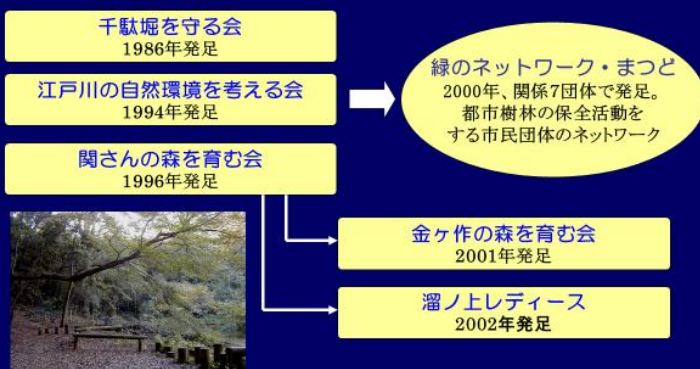 千駄堀を守る会
1986年発足
江戸川の自然環境を考える会
1994年発足
関さんの森を育む会
1996年発足
緑のネットワーク・まつど
2000年、関係7団体で発足。
都市樹林の保全活動を
する市民団体のネットワーク
金ヶ作の森を育む会
2001年発足
溜ノ上レディース
2002年発足